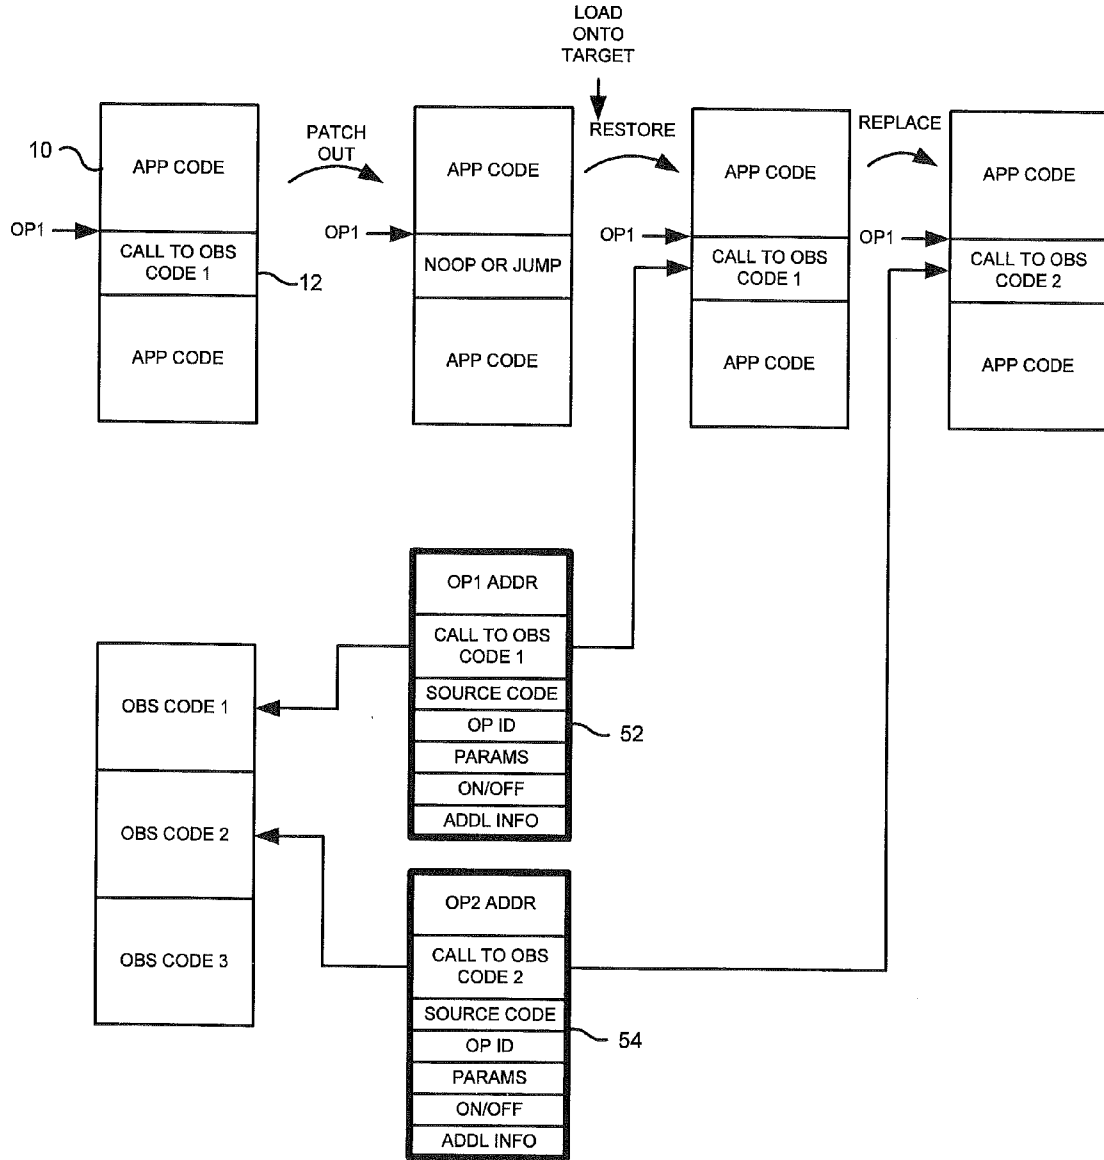 LOAD
ONTO
TARGET
PATCH
OUT
RESTORE
REPLACE
10
APP CODE
OP1
CALL TO OBS
CODE 1
12
APP CODE
APP CODE
OP1
NOOP OR JUMP
APP CODE
APP CODE
OP1
CALL TO OBS
CODE 1
APP CODE
APP CODE
OP1
CALL TO OBS
CODE 2
APP CODE
OP1 ADDR
CALL TO OBS
CODE 1
SOURCE CODE
OP ID
PARAMS
ON/OFF
ADDL INFO
52
OBS CODE 1
OBS CODE 2
OBS CODE 3
OP2 ADDR
CALL TO OBS
CODE 2
SOURCE CODE
OP ID
PARAMS
ON/OFF
ADDL INFO
54